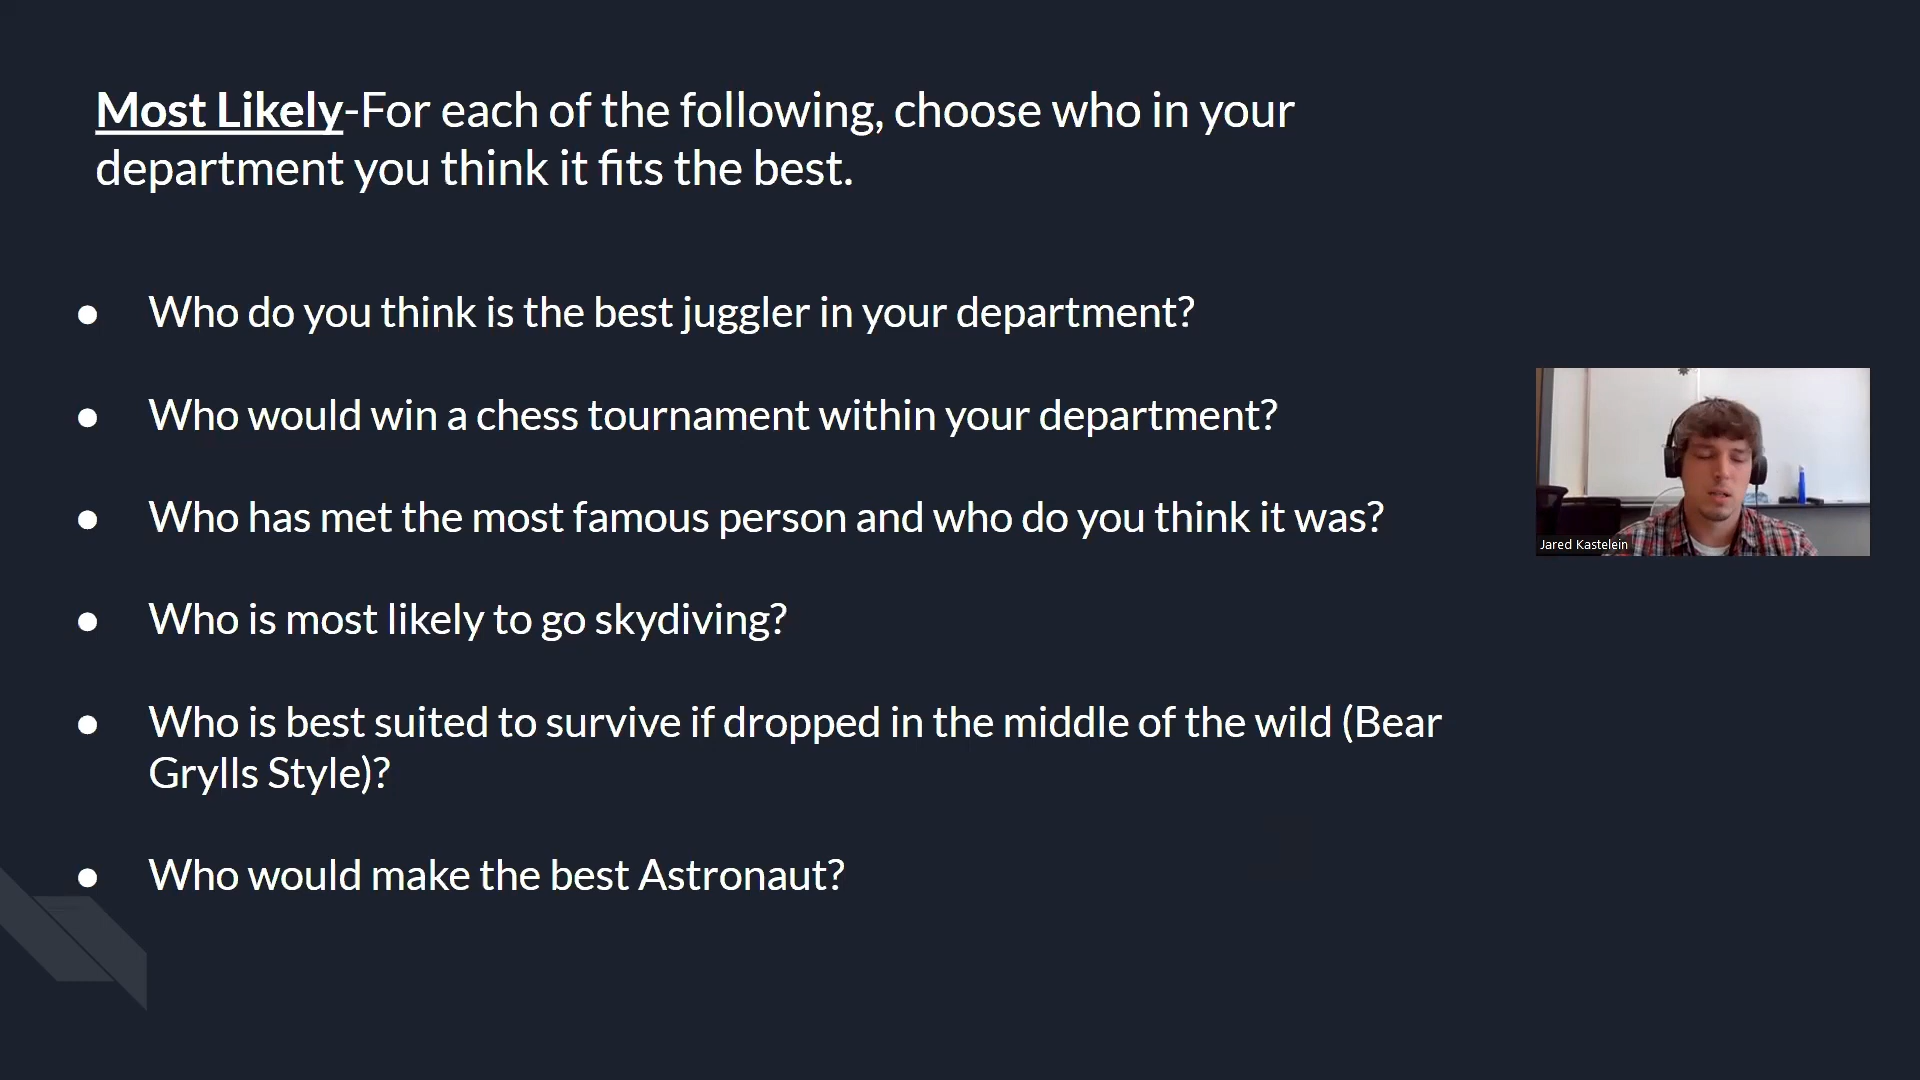 Most Likely-For each of the following, choose who in your
department you think it fits the best.
● Who do you think is the best juggler in your department?
● Who would win a chess tournament within your department?
● Who has met the most famous person and who do you think it was?
● Who is most likely to go skydiving?
● Who is best suited to survive if dropped in the middle of the wild (Bear
Grylls Style)?
● Who would make the best Astronaut?
Jared Kastelein